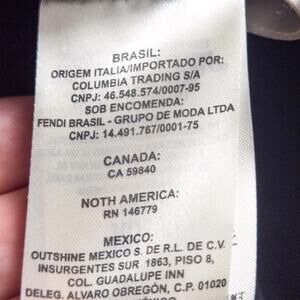 BRASIL:
ORIGEM ITALIA/IMPORTADO POR:
COLUMBIA TRADING S/A
CNPJ: 46.548.574/0007-95
SOB ENCOMENDA:
FENDI BRASIL - GRUPO DE MODA LTDA
CNPJ: 14.491.767/0001-75
CANADA:
CA 59840
NOTH AMERICA:
RN 146779
MEXICO:
OUTSHINE MEXICO S. DE R.L. DE C.V.
INSURGENTES SUR 1863, PISO 8,
COL. GUADALUPE INN
DELEG. ALVARO OBREGÓN, C.P. 01020